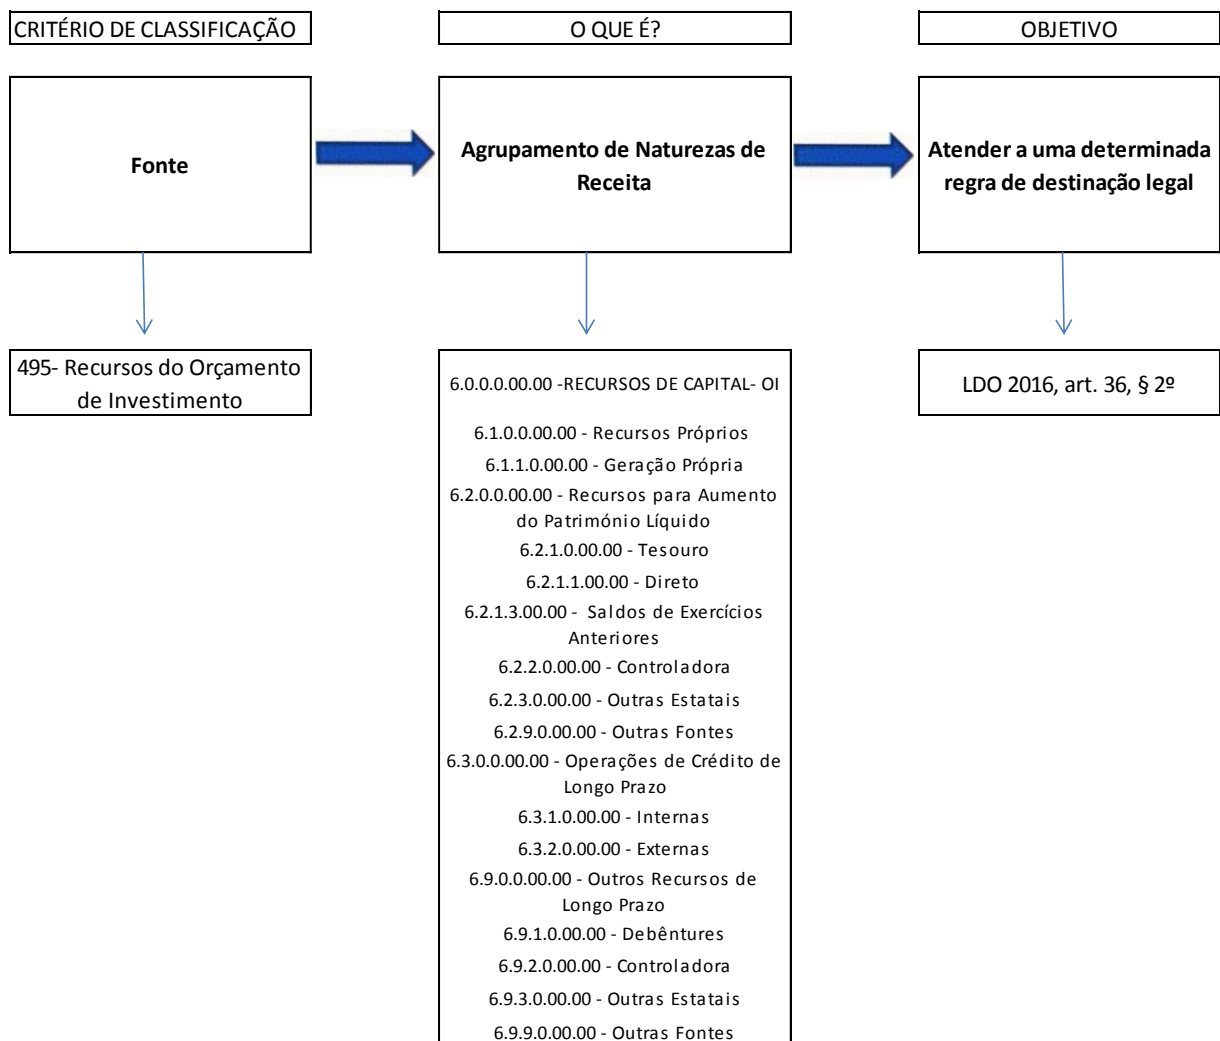 CRITÉRIO DE CLASSIFICAÇÃO
O QUE É?
OBJETIVO
Fonte
Agrupamento de Naturezas de
Receita
Atender a uma determinada
regra de destinação legal
495- Recursos do Orçamento
de Investimento
6.0.0.0.00.00 -RECURSOS DE CAPITAL- OI
6.1.0.0.00.00 - Recursos Próprios
6.1.1.0.00.00 - Geração Própria
6.2.0.0.00.00 - Recursos para Aumento
do Património Líquido
6.2.1.0.00.00 - Tesouro
6.2.1.1.00.00 - Direto
6.2.1.3.00.00 - Saldos de Exercícios
Anteriores
6.2.2.0.00.00 - Controladora
6.2.3.0.00.00 - Outras Estatais
6.2.9.0.00.00 - Outras Fontes
6.3.0.0.00.00 - Operações de Crédito de
Longo Prazo
6.3.1.0.00.00 - Internas
6.3.2.0.00.00 - Externas
6.9.0.0.00.00 - Outros Recursos de
Longo Prazo
6.9.1.0.00.00 - Debêntures
6.9.2.0.00.00 - Controladora
6.9.3.0.00.00 - Outras Estatais
6.9.9.0.00.00 - Outras Fontes
LDO 2016, art. 36, § 2º